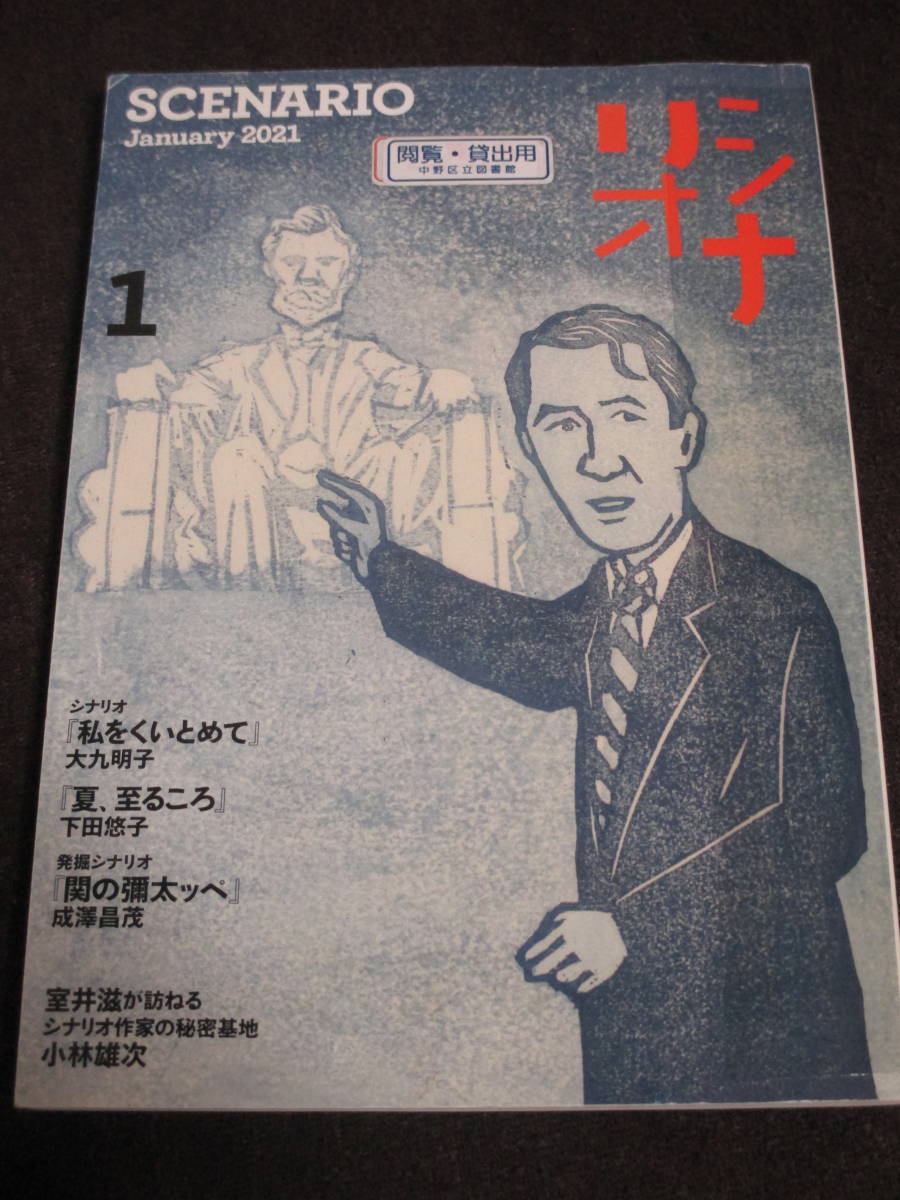 SCENARIO
January 2021
閲覧・貸出用
中野区立図書館
シナ
リオ
1
シナリオ
『私をくいとめて』
大九明子
『夏、至るころ』
下田悠子
発掘シナリオ
『関の彌太ッペ』
成澤昌茂
室井滋が訪ねる
シナリオ作家の秘密基地
小林雄次